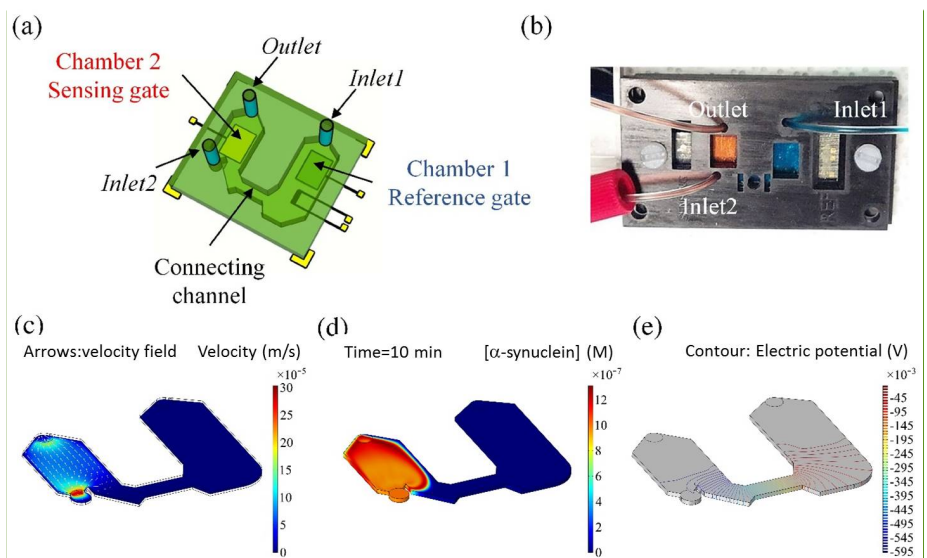 (a)
Outlet
Chamber 2
Sensing gate
Inlet1
Inlet2
Chamber 1
Reference gate
Connecting
channel
(b)
Outlet
Inlet1
Inlet2
REF
(c)
Arrows:velocity field
Velocity (m/s)
×10⁻⁵
30
25
20
15
10
5
0
(d)
Time=10 min
[α-synuclein] (M)
×10⁻⁷
12
10
8
6
4
2
0
(e)
Contour: Electric potential (V)
×10⁻³
-45
-95
-145
-195
-245
-295
-345
-395
-445
-495
-545
-595